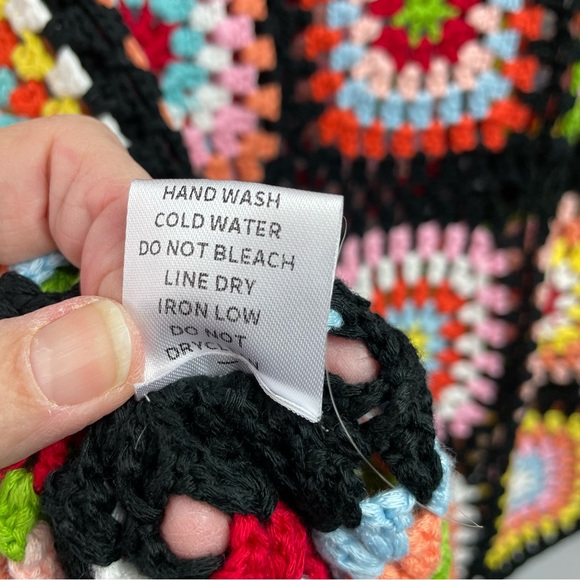 HAND WASH
COLD WATER
DO NOT BLEACH
LINE DRY
IRON LOW
DO NOT